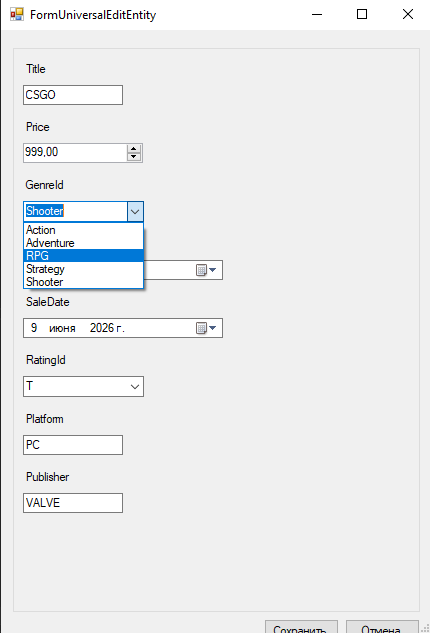 FormUniversalEditEntity
Title
CSGO
Price
999,00
GenreId
Shooter
Action
Adventure
RPG
Strategy
Shooter
SaleDate
9 июня 2026 г.
RatingId
T
Platform
PC
Publisher
VALVE
Сохранить Отмена